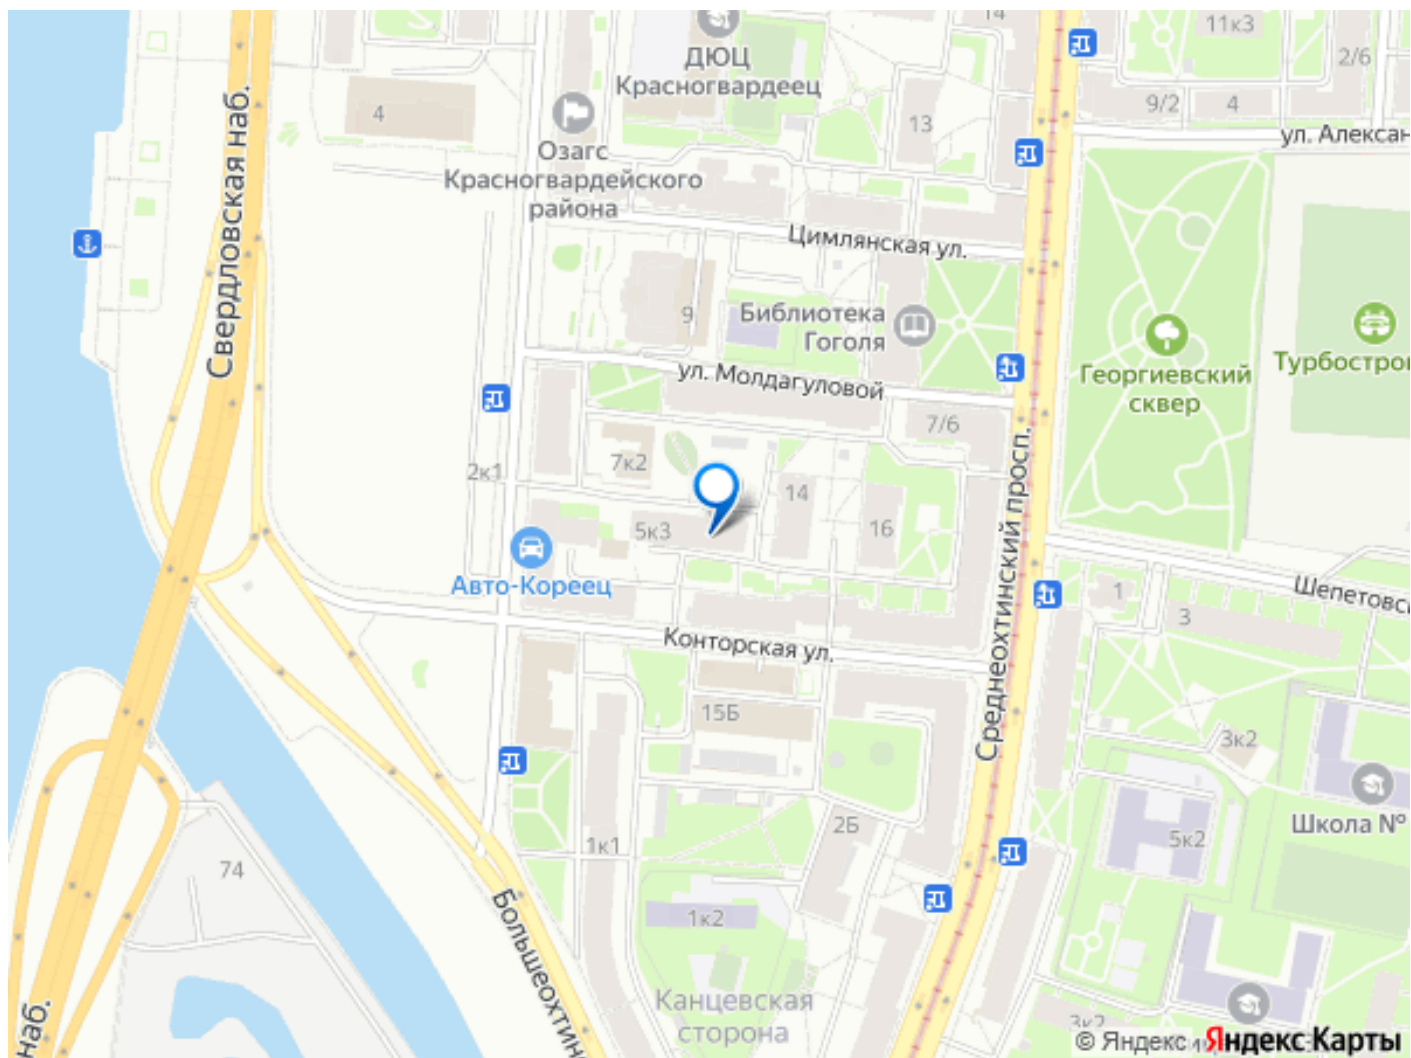 14
11к3
ДЮЦ
Красногвардеец
2/6
4
9/2
4
13
ул. Алексан
Озагс
Красногвардейского
района
Свердловская наб.
Цимлянская ул.
9
Библиотека
Гоголя
Георгиевский
сквер
Турбострои
ул. Молдагуловой
7/6
7к2
2к1
14
16
5к3
Среднеохтинский просп.
Авто-Кореец
Шепетовс
1
3
Конторская ул.
15Б
3к2
Школа №
2Б
5к2
1к1
74
Большеохтин
1к2
Канцевская
сторона
наб.
3к2
© Яндекс
Яндекс Карты